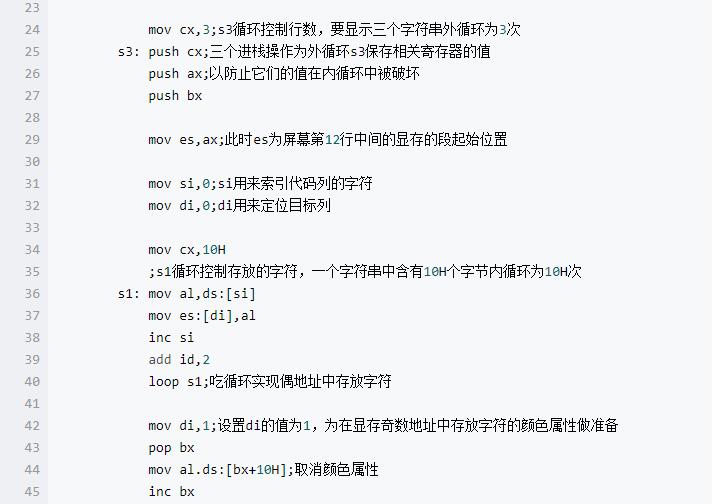 23
24 mov cx,3;s3循环控制行数，要显示三个字符串外循环为3次
25 s3: push cx;三个进栈操作为外循环s3保存相关寄存器的值
26 push ax;以防止它们的值在内循环中被破坏
27 push bx
28
29 mov es,ax;此时es为屏幕第12行中间的显存的段起始位置
30
31 mov si,0;si用来索引代码列的字符
32 mov di,0;di用来定位目标列
33
34 mov cx,10H
35 ;s1循环控制存放的字符，一个字符串中含有10H个字节内循环为10H次
36 s1: mov al,ds:[si]
37 mov es:[di],al
38 inc si
39 add id,2
40 loop s1;吃循环实现偶地址中存放字符
41
42 mov di,1;设置di的值为1，为在显存奇数地址中存放字符的颜色属性做准备
43 pop bx
44 mov al.ds:[bx+10H];取消颜色属性
45 inc bx